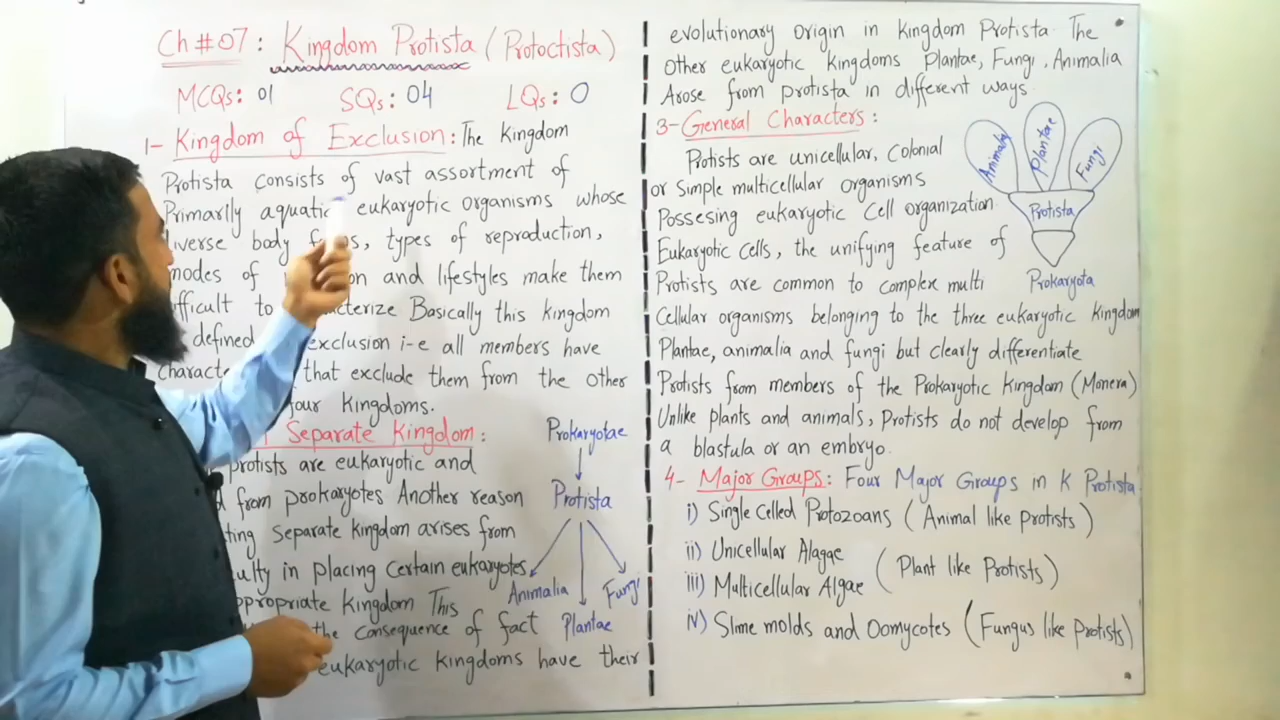 Ch # 07: Kingdom Protista (Protoctista)
MCQs: 01 SQs: 04 LQs: 0
1- Kingdom of Exclusion: The Kingdom
Protista consists of vast assortment of
Primarily aquatic eukaryotic organisms whose
diverse body, types of reproduction,
modes of and lifestyles make them
difficult to Basically this kingdom
defined exclusion i-e all members have
that exclude them from the other
four kingdoms.
Separate Kingdom:
protists are eukaryotic and
from prokaryotes Another reason
Separate kingdom arises from
in placing certain eukaryotes
Kingdom This
the consequence of fact
eukaryotic kingdoms have their
Prokaryotae
Protista
Animalia
Plantae
Fungi
evolutionary origin in Kingdom Protista. The
Other eukaryotic kingdoms Plantae, Fungi, Animalia
Arose from protista in different ways.
3- General Characters:
Protists are unicellular, Colonial
or Simple multicellular organisms
Possesing eukaryotic Cell organization.
Eukaryotic cells, the unifying feature of
Protists are common to complex multi
Cellular organisms belonging to the three eukaryotic kingdom
Plantae, animalia and fungi but clearly differentiate
Protists from members of the Prokaryotic Kingdom (Monera)
Unlike plants and animals, Protists do not develop from
a blastula or an embryo.
Plantae
Fungi
Protista
Prokaryota
4- Major Groups: Four Major Groups in K Protista
i) Single Celled Protozoans (Animal like protists)
ii) Unicellular Alagae
iii) Multicellular Algae
(Plant like Protists)
iv) Slime molds and Oomycotes (Fungus like Protists)